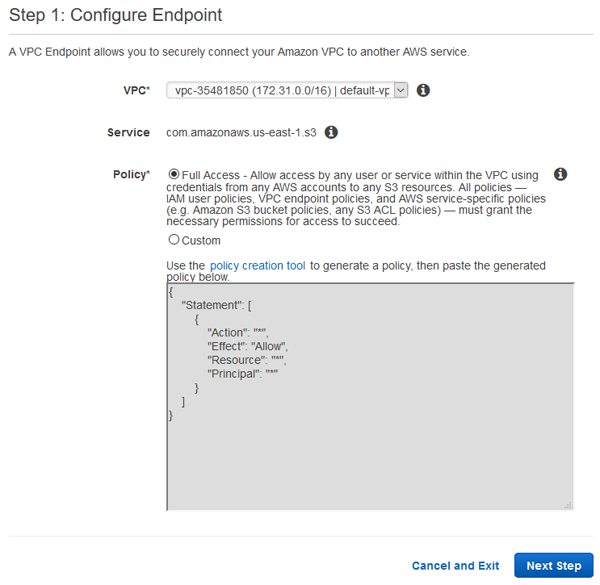 Step 1: Configure Endpoint
A VPC Endpoint allows you to securely connect your Amazon VPC to another AWS service.
VPC* vpc-35481850 (172.31.0.0/16) | default-vp
Service com.amazonaws.us-east-1.s3
Policy* Full Access - Allow access by any user or service within the VPC using
credentials from any AWS accounts to any S3 resources. All policies —
IAM user policies, VPC endpoint policies, and AWS service-specific policies
(e.g. Amazon S3 bucket policies, any S3 ACL policies) — must grant the
necessary permissions for access to succeed.
Custom
Use the policy creation tool to generate a policy, then paste the generated
policy below.
{
"Statement": [
{
"Action": "*",
"Effect": "Allow",
"Resource": "*",
"Principal": "*"
}
]
}
Cancel and Exit Next Step